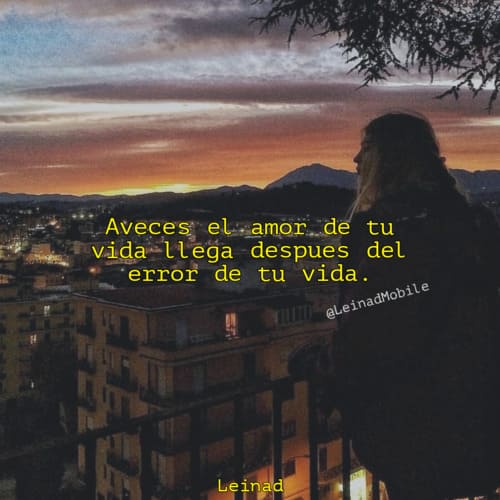 Aveces el amor de tu
vida llega despues del
error de tu vida.
@LeinadMobile
Leinad